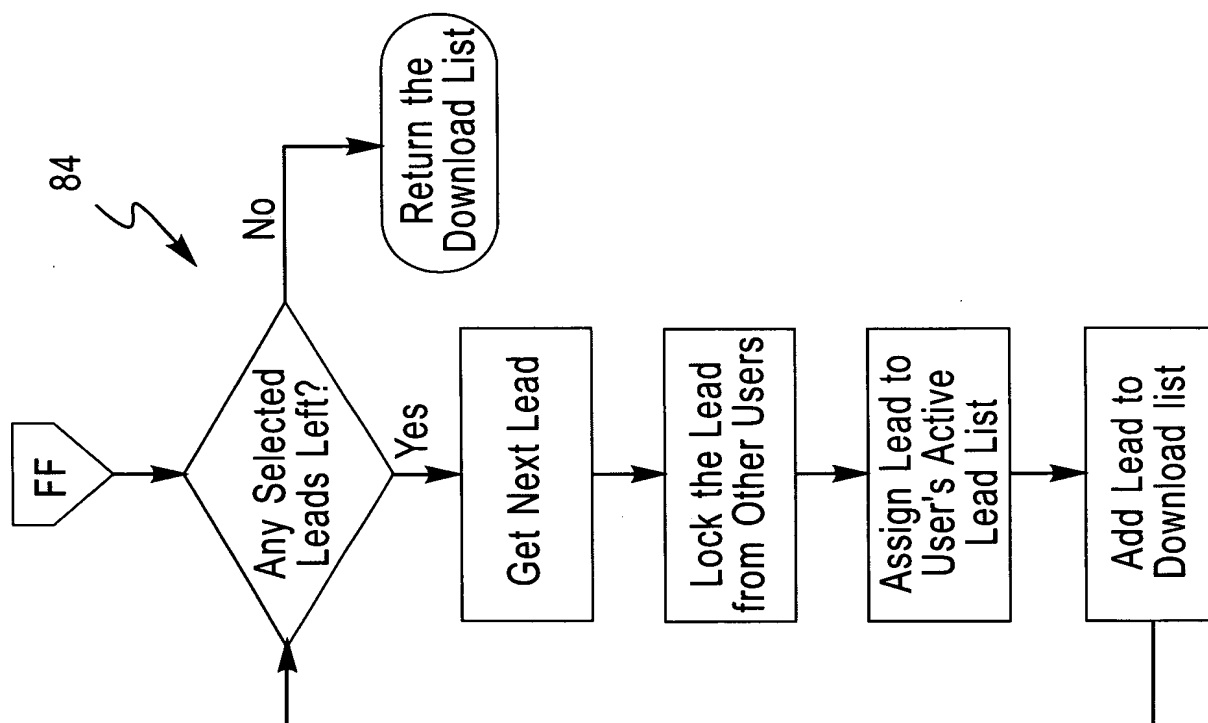 84
FF
Any Selected
Leads Left?
No
Return the
Download List
Yes
Get Next Lead
Lock the Lead
from Other Users
Assign Lead to
User's Active
Lead List
Add Lead to
Download list